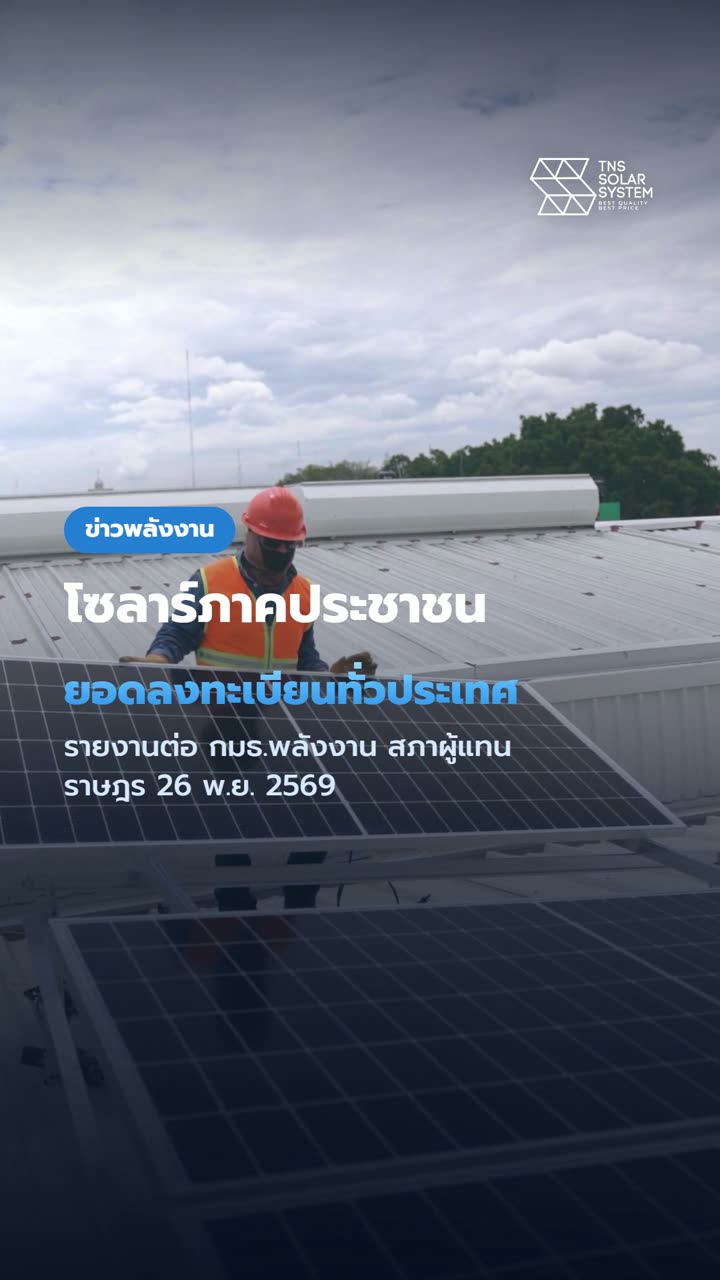 TNS
SOLAR
SYSTEM
BEST QUALITY
BEST PRICE
ข่าวพลังงาน
โซลาร์ภาคประชาชน
ยอดลงทะเบียนทั่วประเทศ
รายงานต่อ กมธ.พลังงาน สภาผู้แทน
ราษฎร 26 พ.ย. 2569